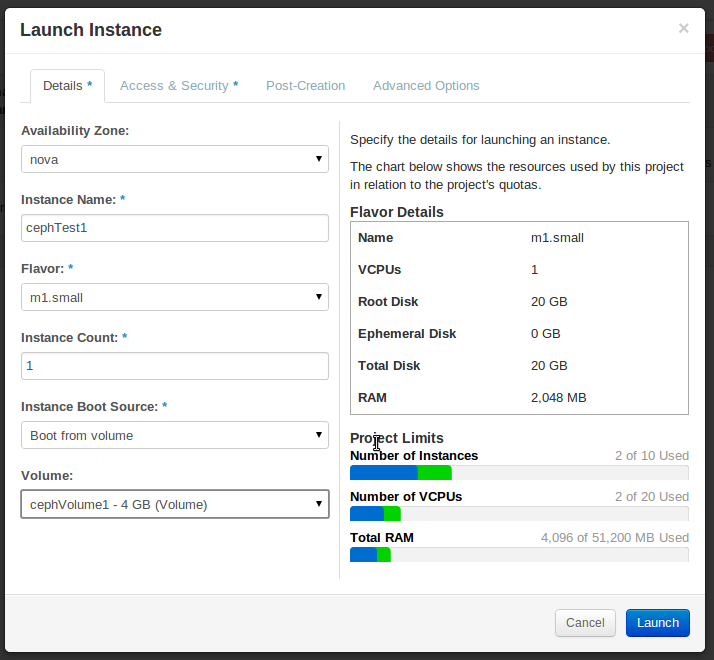 Launch Instance
×
Details *
Access & Security *
Post-Creation
Advanced Options
Availability Zone:
nova
Instance Name: *
cephTest1
Flavor: *
m1.small
Instance Count: *
1
Instance Boot Source: *
Boot from volume
Volume:
cephVolume1 - 4 GB (Volume)
Specify the details for launching an instance.
The chart below shows the resources used by this project
in relation to the project's quotas.
Flavor Details
Name m1.small
VCPUs 1
Root Disk 20 GB
Ephemeral Disk 0 GB
Total Disk 20 GB
RAM 2,048 MB
Project Limits
Number of Instances 2 of 10 Used
Number of VCPUs 2 of 20 Used
Total RAM 4,096 of 51,200 MB Used
Cancel
Launch